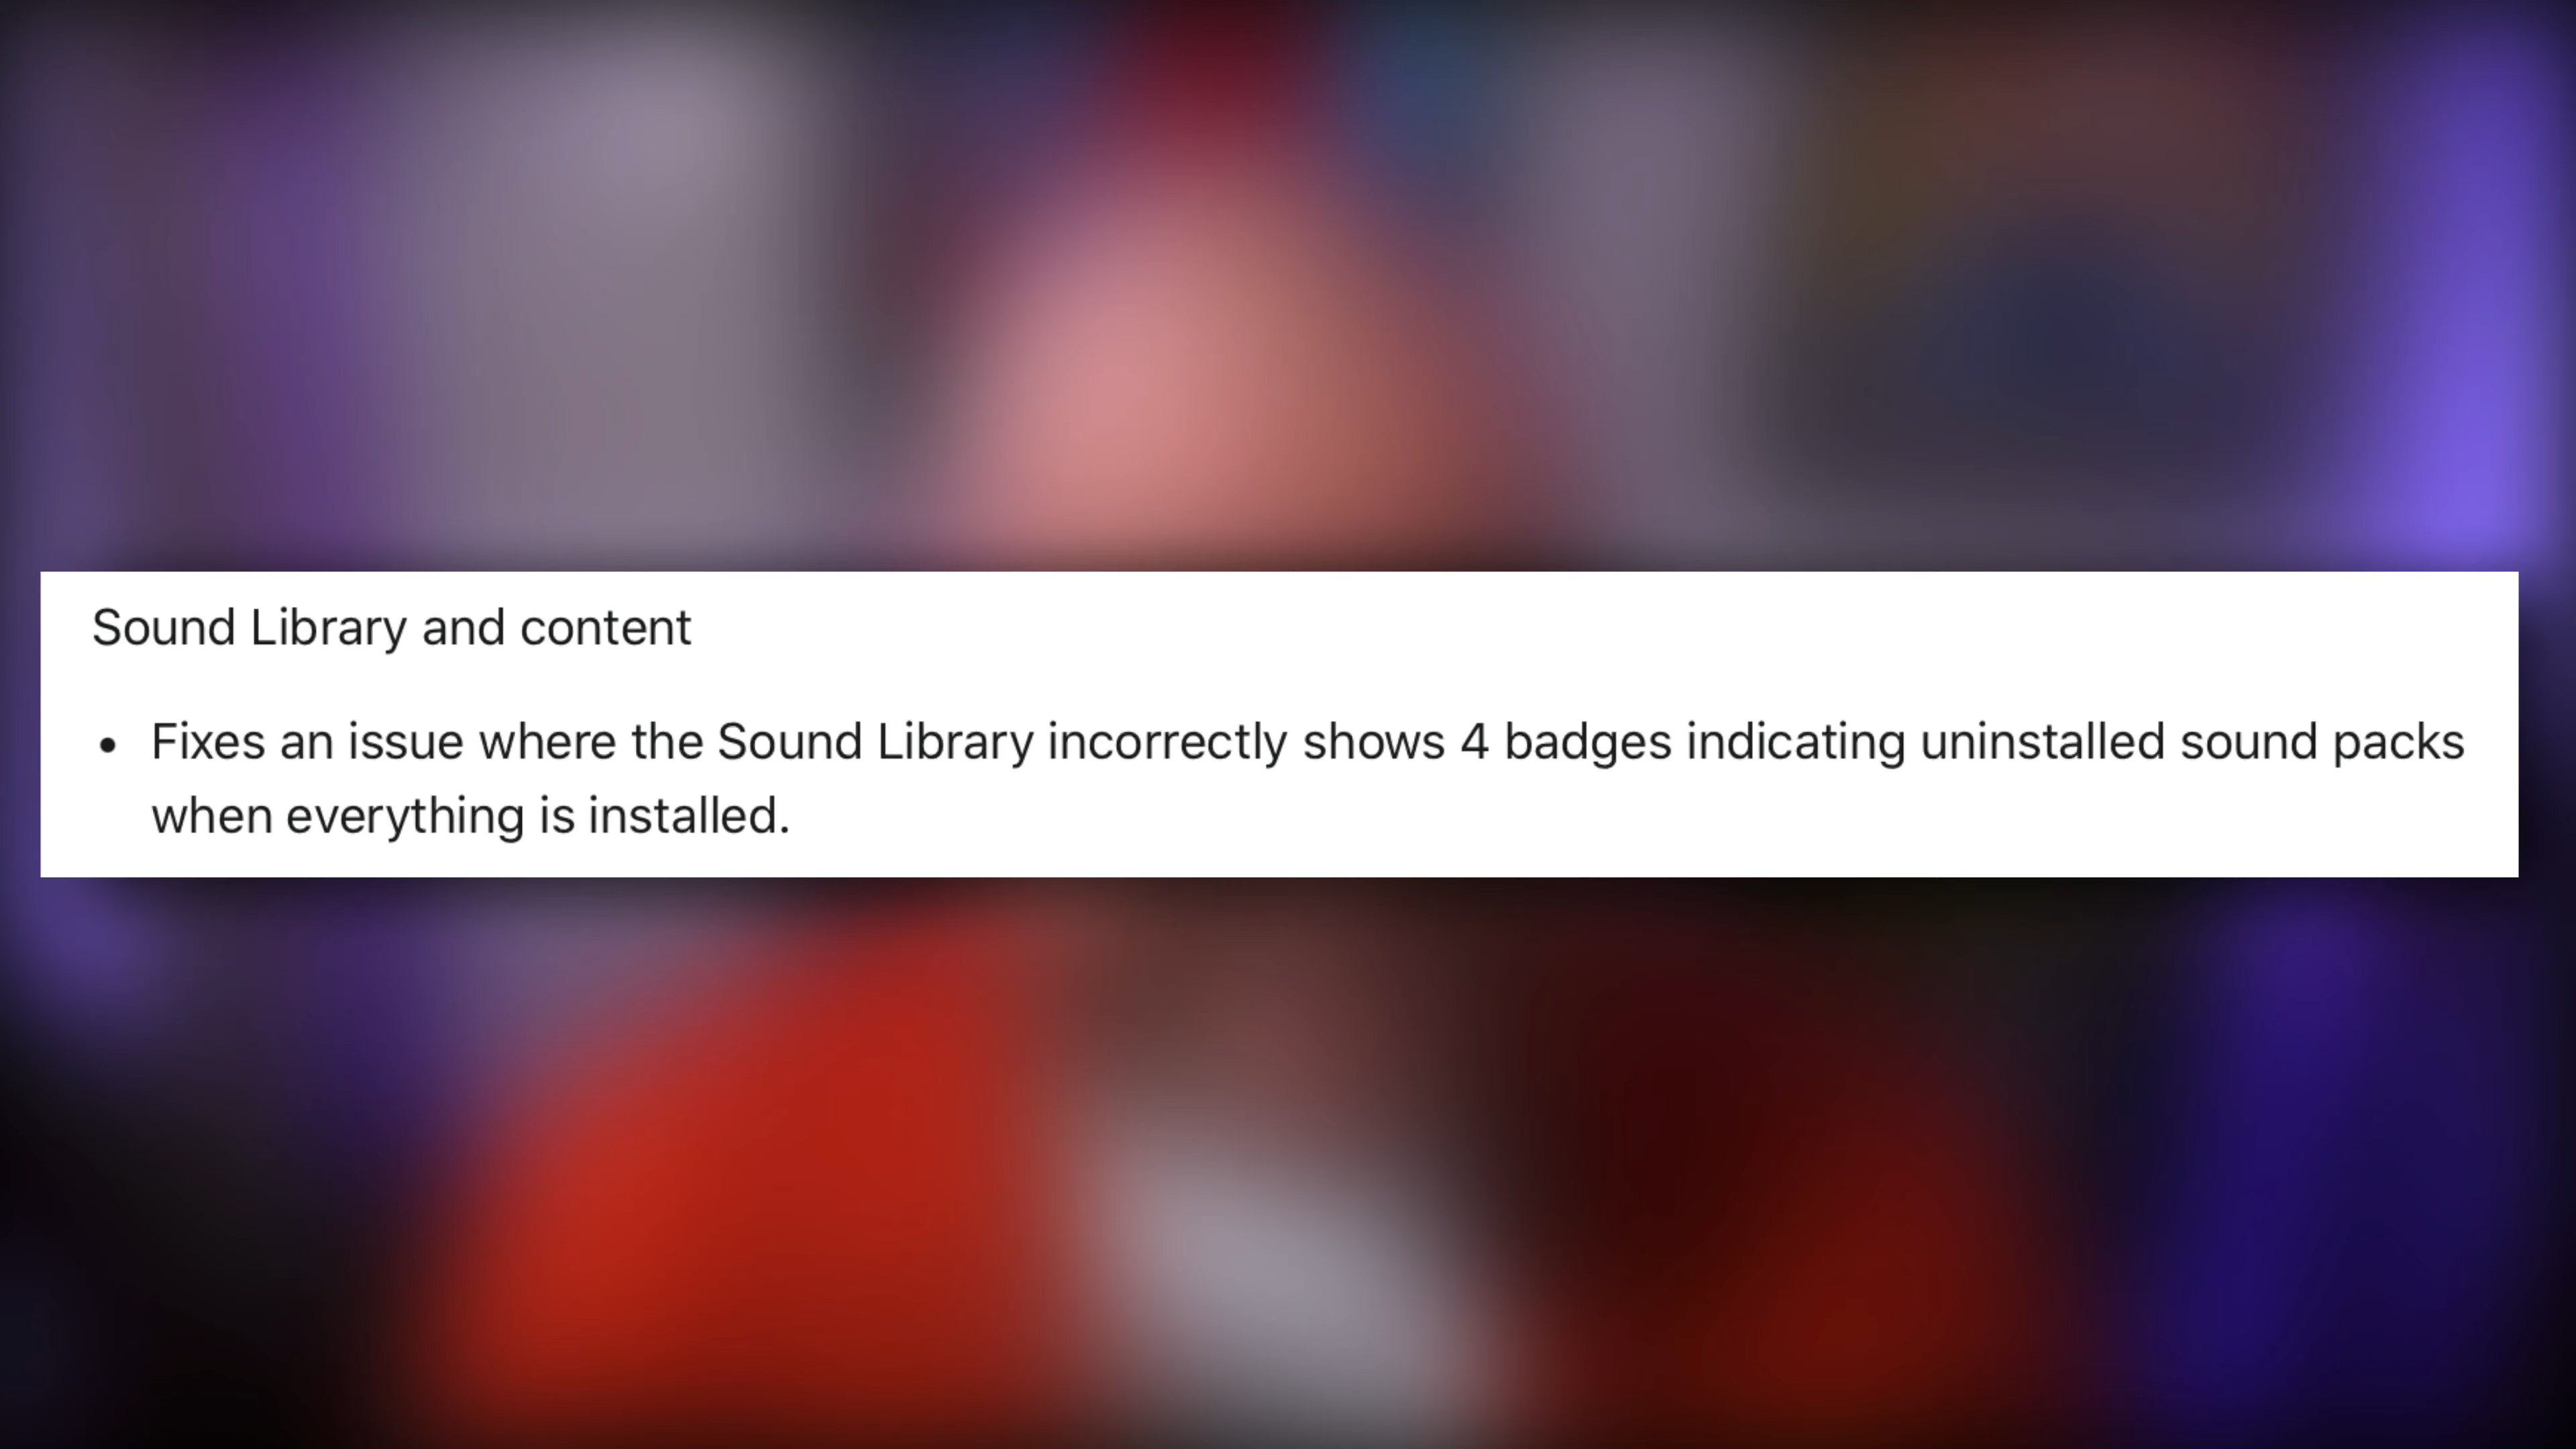 Sound Library and content
• Fixes an issue where the Sound Library incorrectly shows 4 badges indicating uninstalled sound packs
when everything is installed.